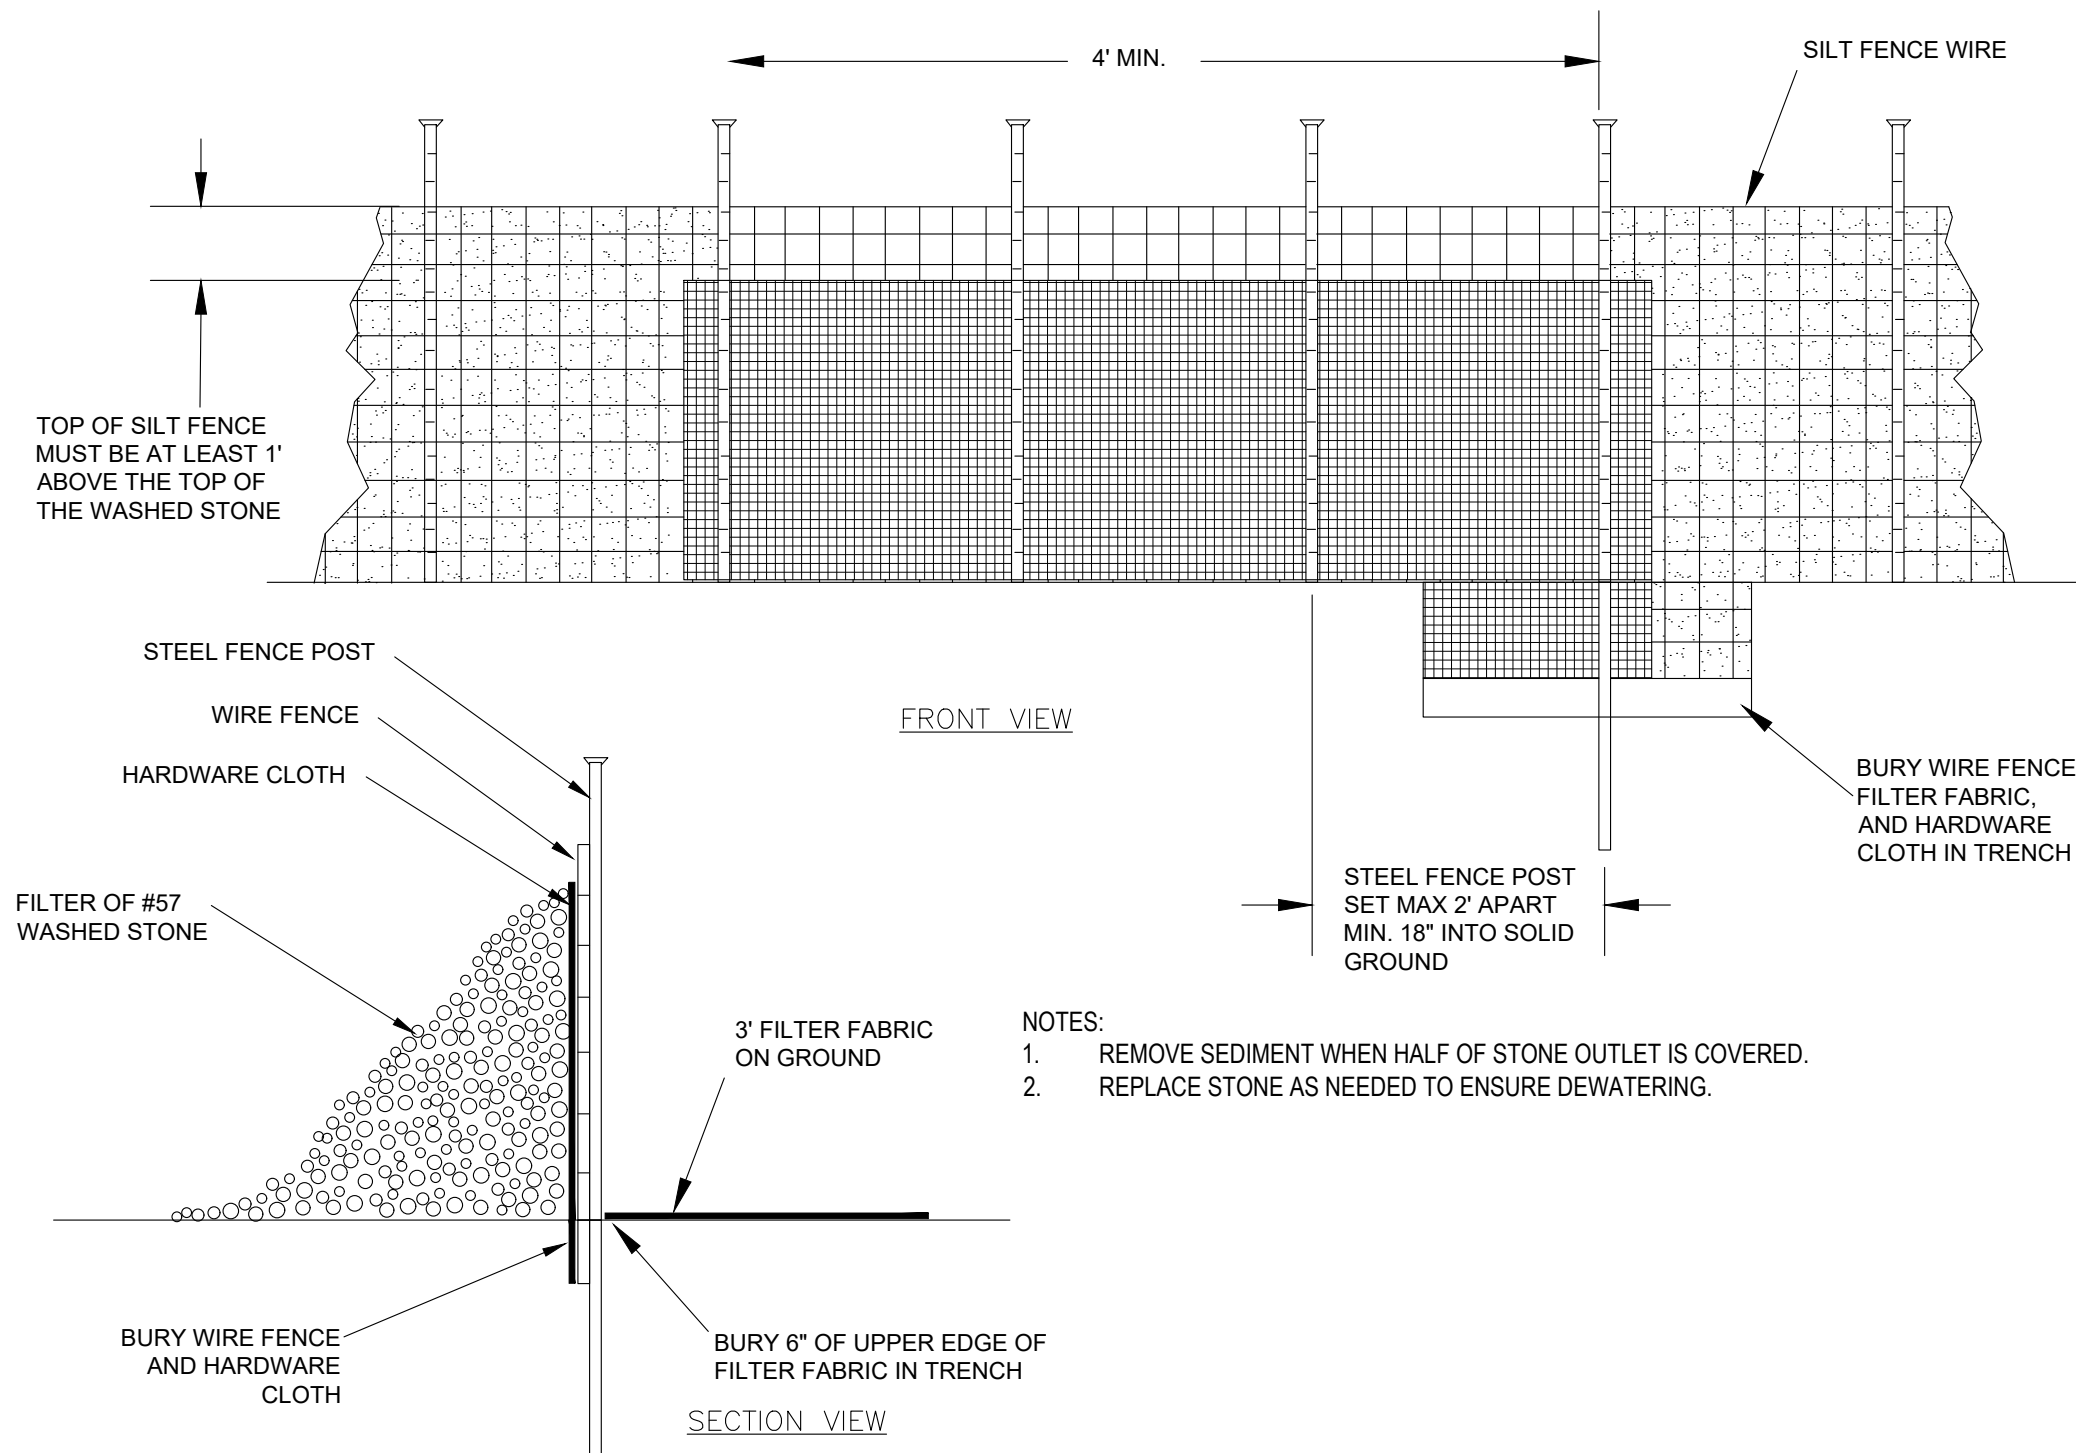 4' MIN.
SILT FENCE WIRE
TOP OF SILT FENCE
MUST BE AT LEAST 1'
ABOVE THE TOP OF
THE WASHED STONE
STEEL FENCE POST
WIRE FENCE
HARDWARE CLOTH
FILTER OF #57
WASHED STONE
FRONT VIEW
BURY WIRE FENCE
FILTER FABRIC,
AND HARDWARE
CLOTH IN TRENCH
STEEL FENCE POST
SET MAX 2' APART
MIN. 18" INTO SOLID
GROUND
3' FILTER FABRIC
ON GROUND
NOTES:
1. REMOVE SEDIMENT WHEN HALF OF STONE OUTLET IS COVERED.
2. REPLACE STONE AS NEEDED TO ENSURE DEWATERING.
BURY WIRE FENCE
AND HARDWARE
CLOTH
BURY 6" OF UPPER EDGE OF
FILTER FABRIC IN TRENCH
SECTION VIEW